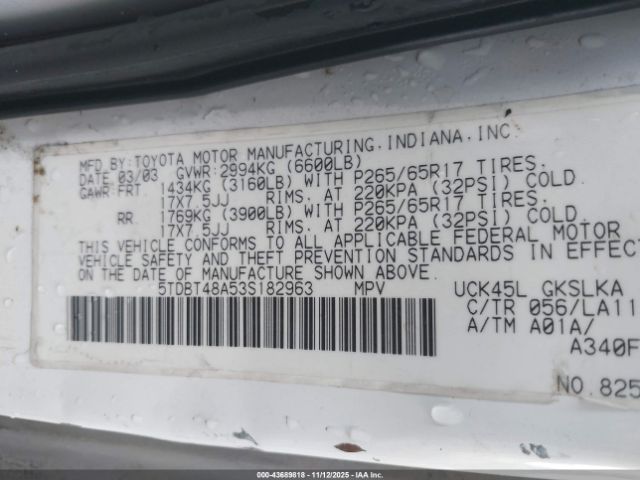 MFD.BY:TOYOTA MOTOR MANUFACTURING.INDIANA,INC.
DATE 03/03 GVWR:2994KG (6600LB)
GAWR:FRT 1434KG (3160LB) WITH P265/65R17 TIRES.
17X7.5JJ RIMS. AT 220KPA (32PSI) COLD
RR. 1769KG (3900LB) WITH P265/65R17 TIRES.
17X7.5JJ RIMS. AT 220KPA (32PSI) COLD
THIS VEHICLE CONFORMS TO ALL APPLICABLE FEDERAL MOTOR
VEHICLE SAFETY AND THEFT PREVENTION STANDARDS IN EFFECT
ON THE DATE OF MANUFACTURE SHOWN ABOVE.
5TDBT48A53S182963 MPV UCK45L GKSLKA
C/TR 056/LA11
A/TM A01A/
A340F
NO.825
000-43689818 - 11/12/2025 - IAAI.COM